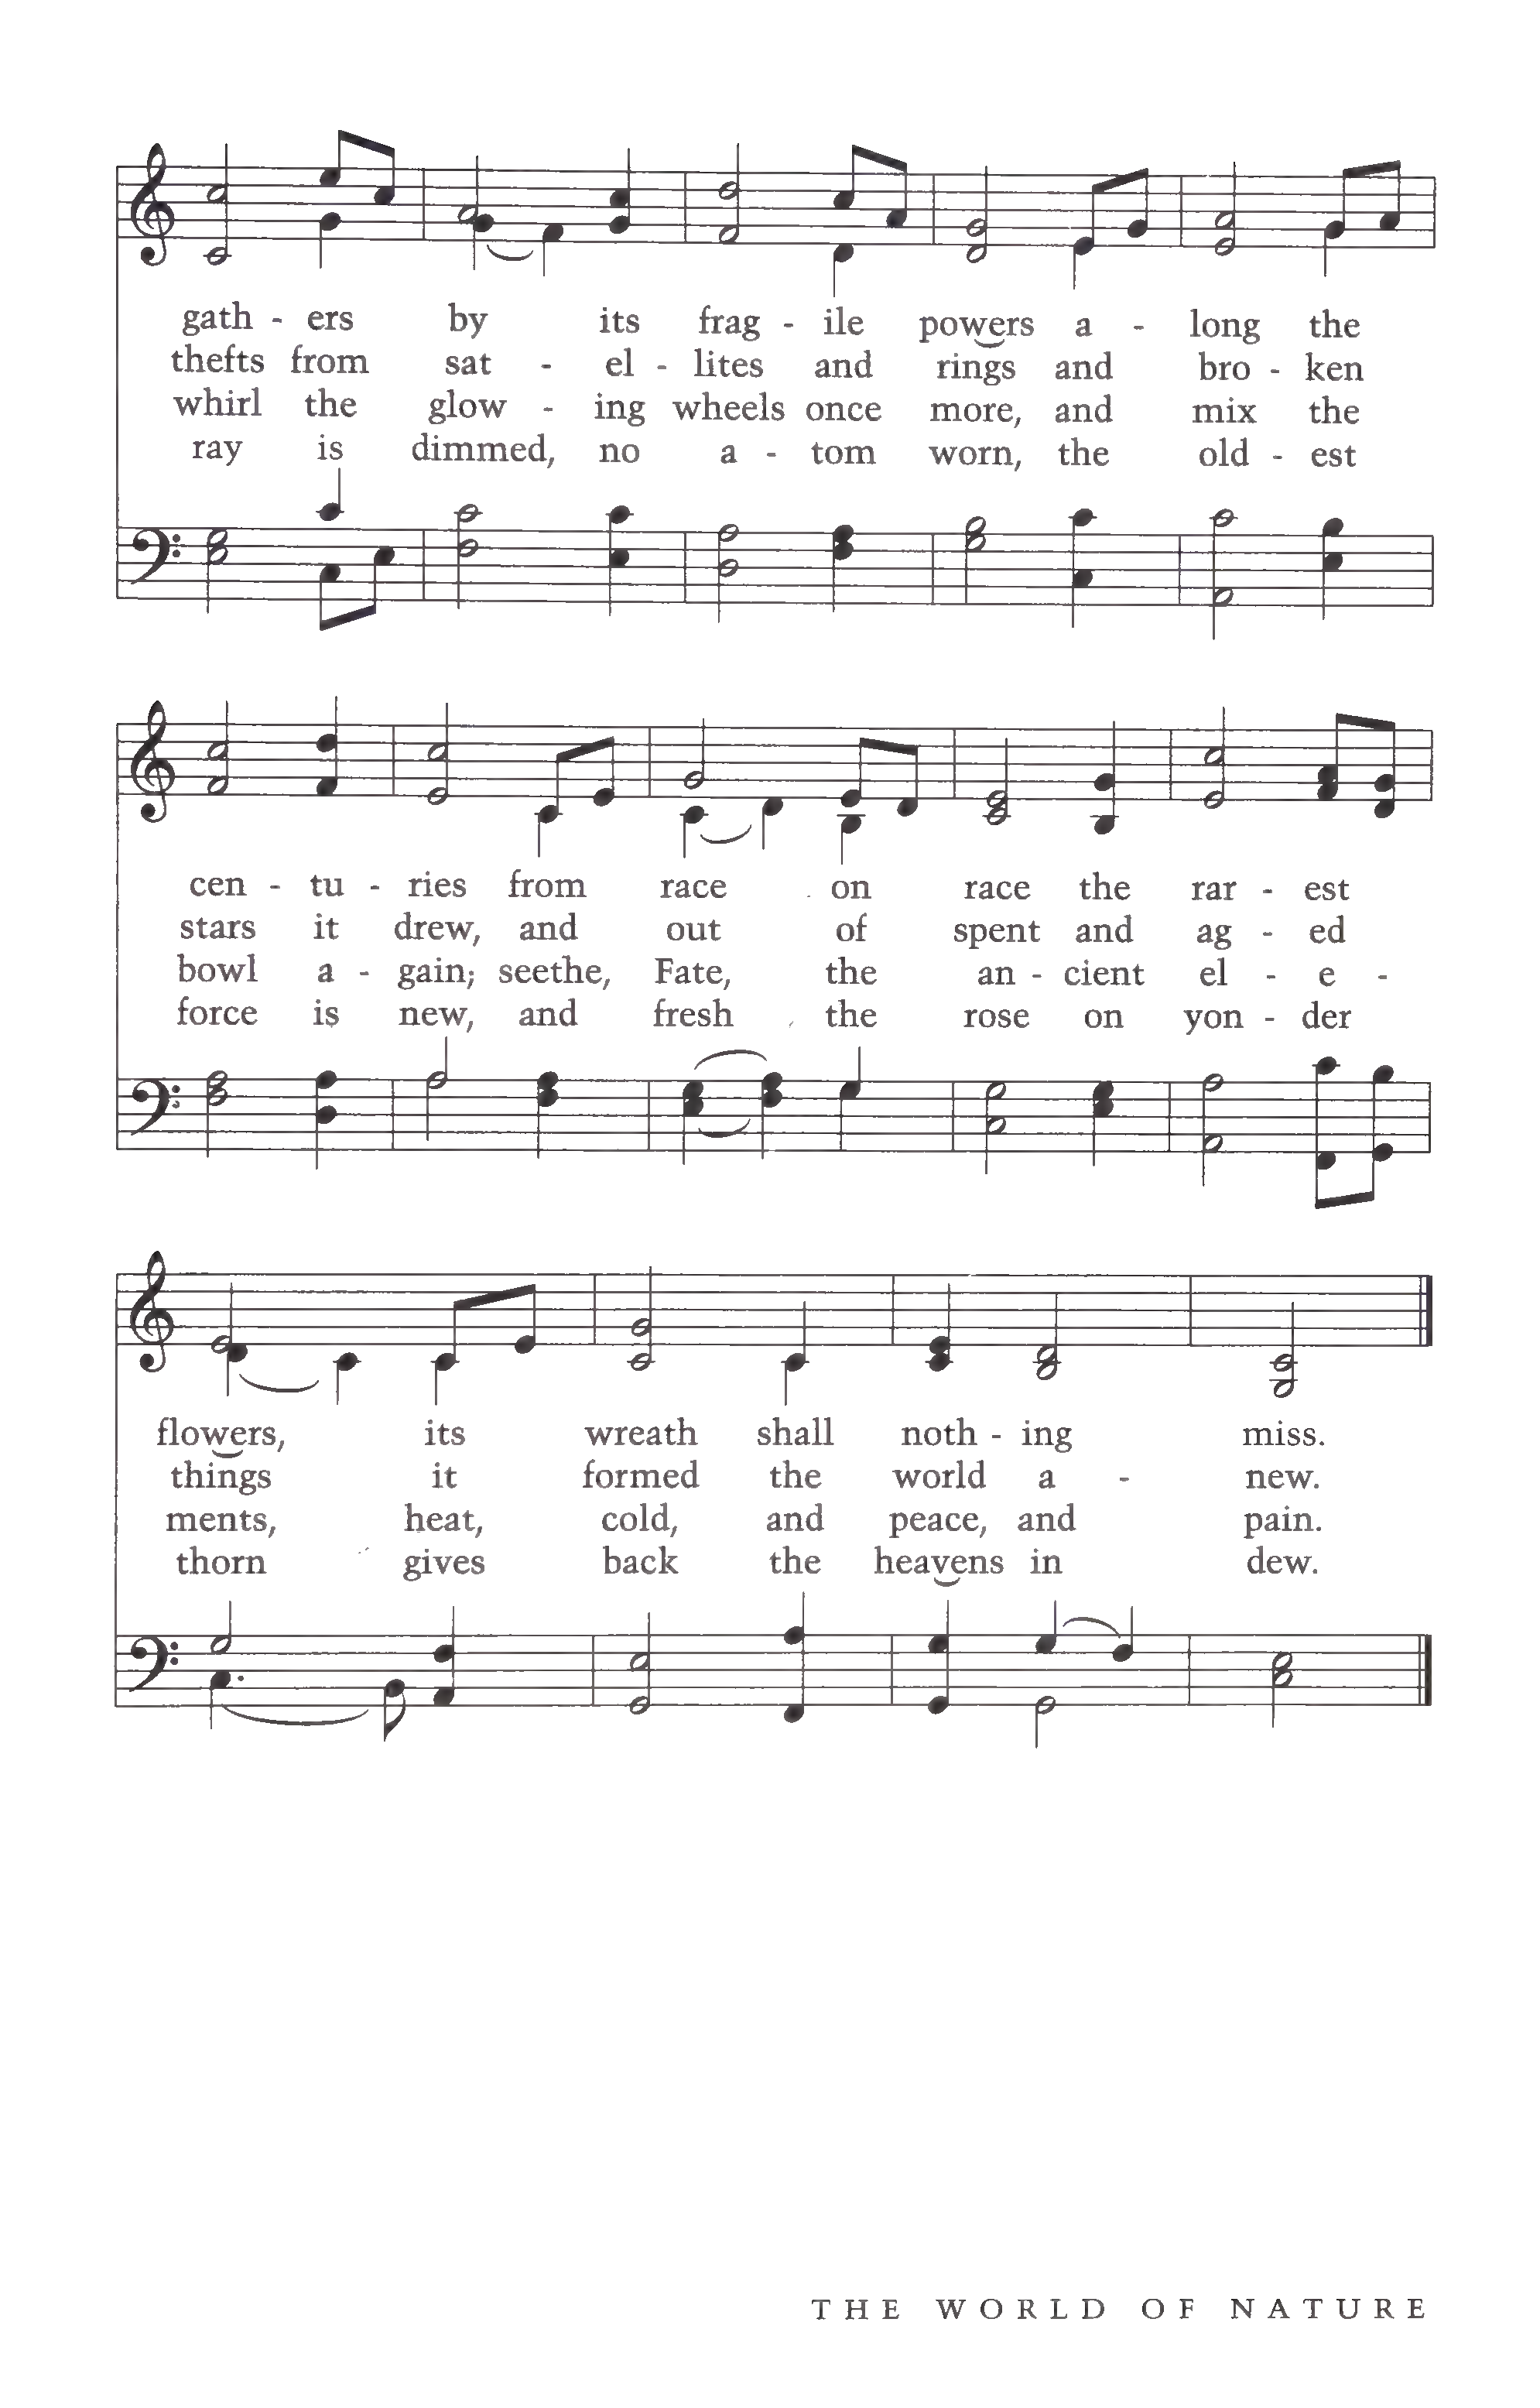 gath - ers by its frag - ile powers a - long the
thefts from sat - el - lites and rings and bro - ken
whirl the glow - ing wheels once more, and mix the
ray is dimmed, no a - tom worn, the old - est
cen - tu - ries from race on race the rar - est
stars it drew, and out of spent and ag - ed
bowl a - gain; seethe, Fate, the an - cient el - e -
force is new, and fresh the rose on yon - der
flowers, its wreath shall noth - ing miss.
things it formed the world a - new.
ments, heat, cold, and peace, and pain.
thorn gives back the heavens in dew.
THE WORLD OF NATURE